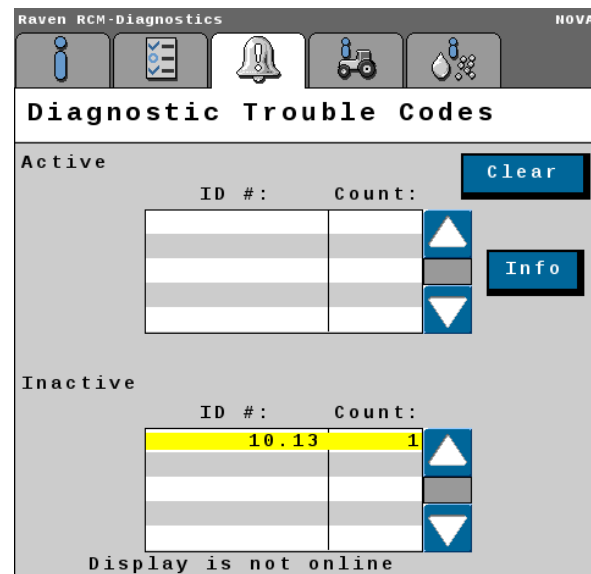 Raven RCM-Diagnostics NOVA
Diagnostic Trouble Codes
Active
Clear
ID #: Count:
Info
Inactive
ID #: Count:
10.13 1
Display is not online